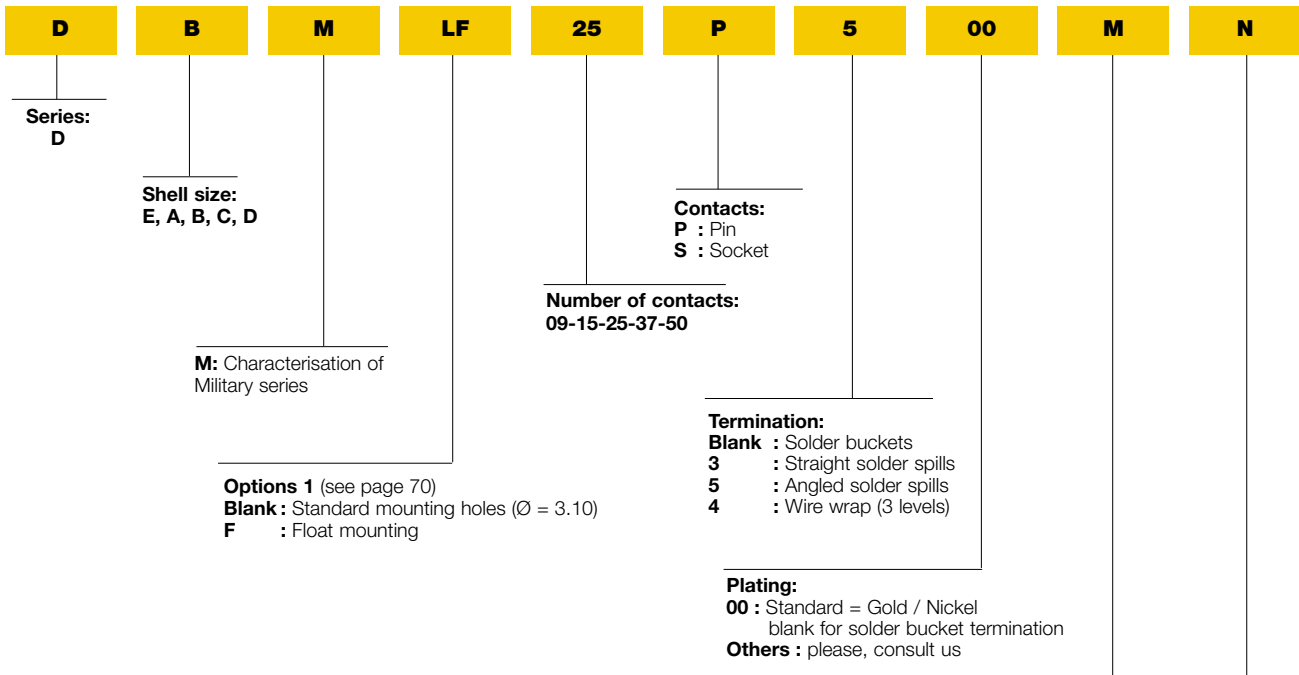 D B M LF 25 P 5 00 M N
Series:
D
Shell size:
E, A, B, C, D
Contacts:
P : Pin
S : Socket
Number of contacts:
09-15-25-37-50
M: Characterisation of
Military series
Termination:
Blank : Solder buckets
3 : Straight solder spills
5 : Angled solder spills
4 : Wire wrap (3 levels)
Options 1 (see page 70)
Blank : Standard mounting holes (Ø = 3.10)
F : Float mounting
Plating:
00 : Standard = Gold / Nickel
blank for solder bucket termination
Others : please, consult us